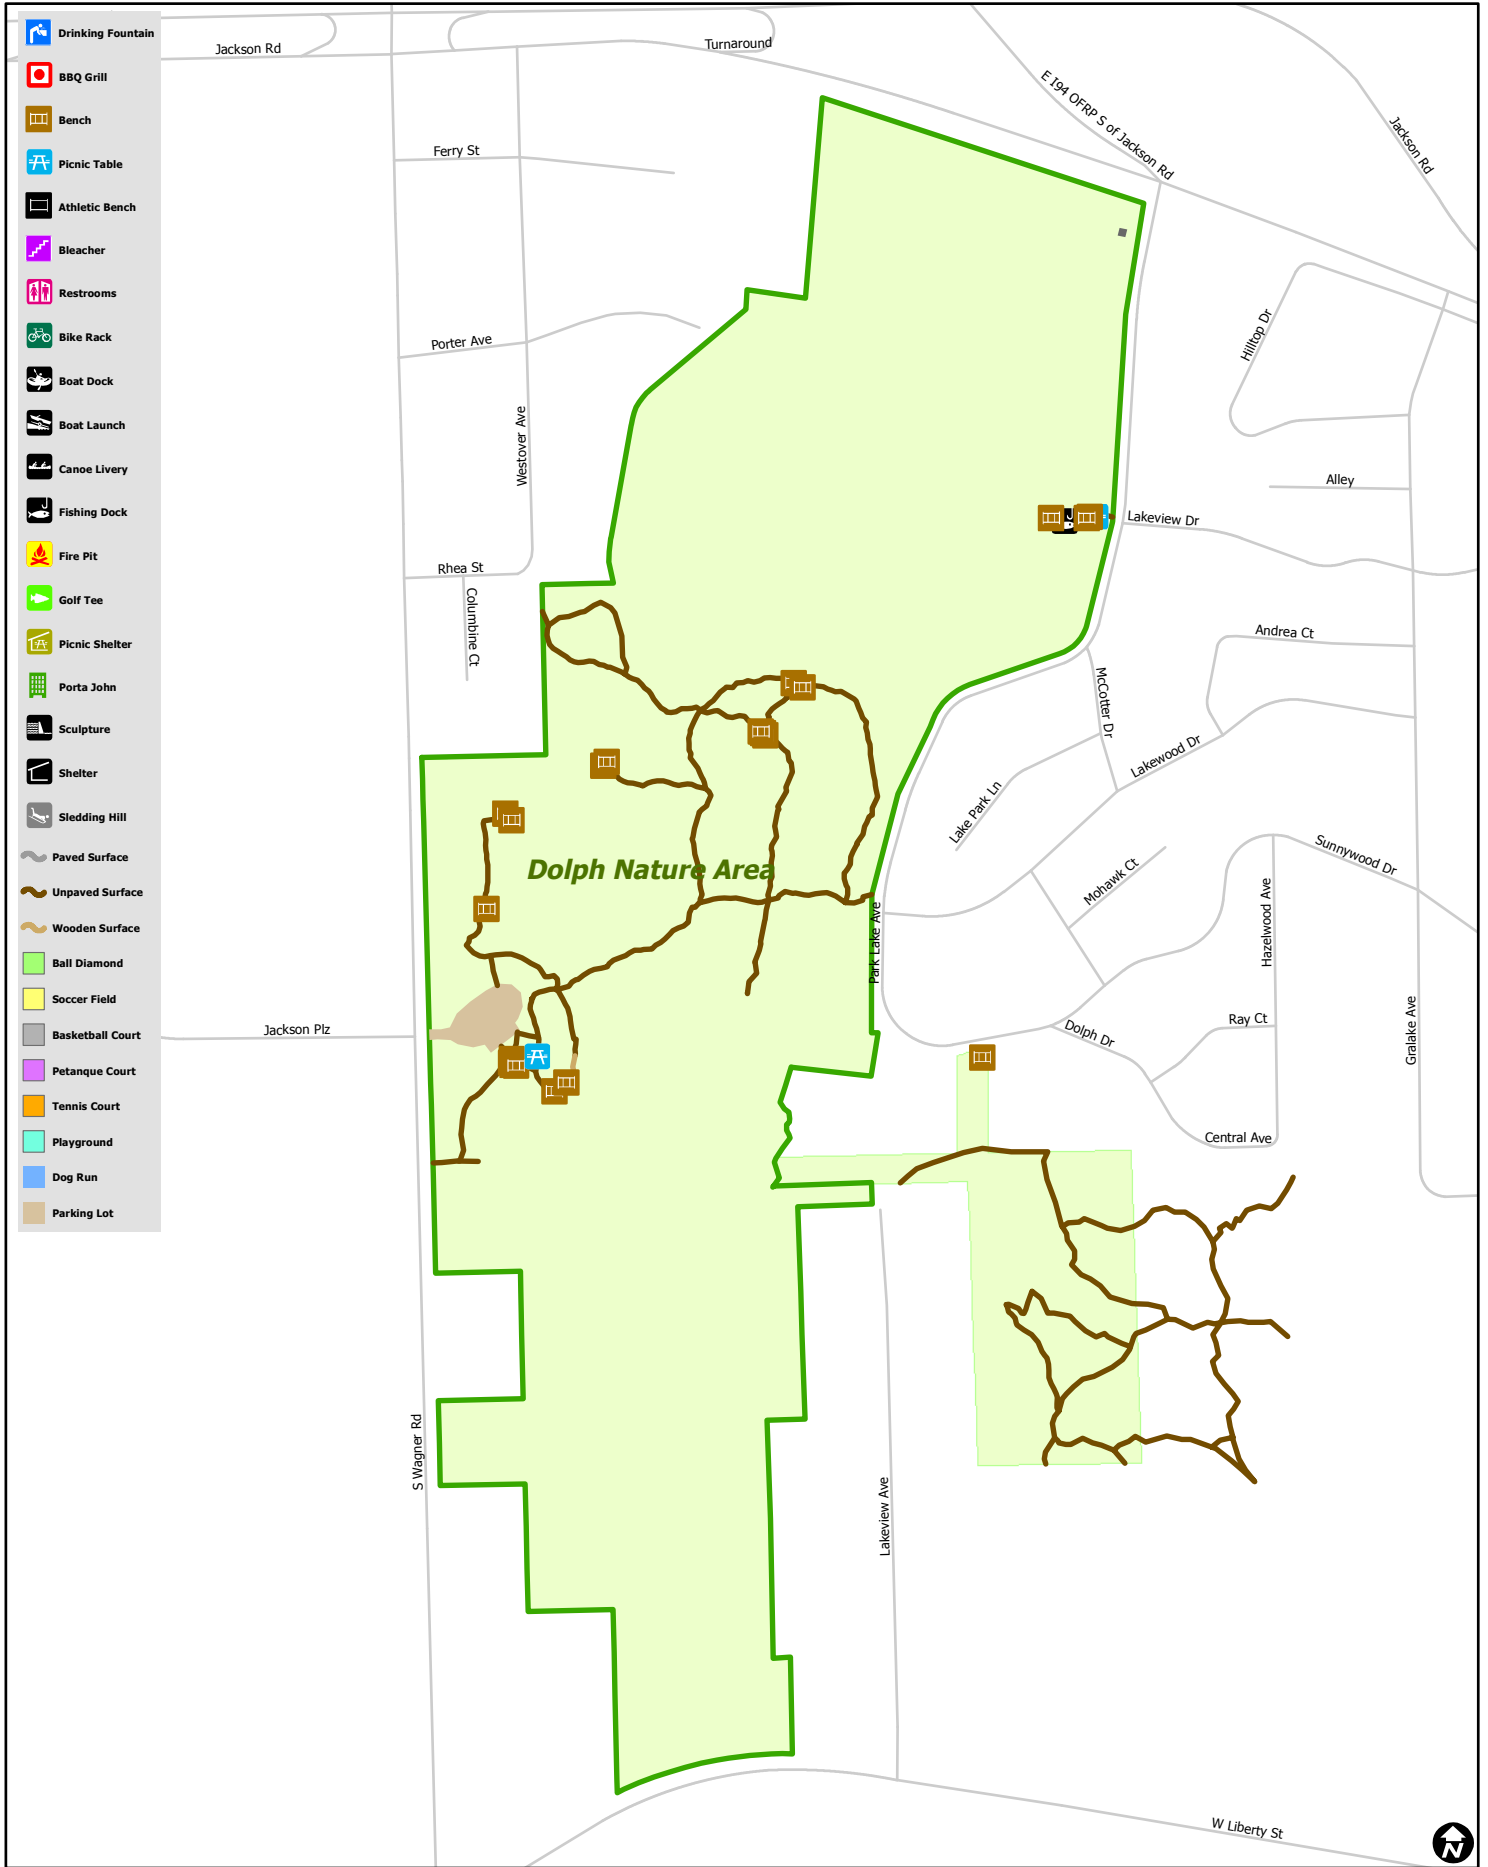 Drinking Fountain
BBQ Grill
Bench
Picnic Table
Athletic Bench
Bleacher
Restrooms
Bike Rack
Boat Dock
Boat Launch
Canoe Livery
Fishing Dock
Fire Pit
Golf Tee
Picnic Shelter
Porta John
Sculpture
Shelter
Sledding Hill
Paved Surface
Unpaved Surface
Wooden Surface
Ball Diamond
Soccer Field
Basketball Court
Petanque Court
Tennis Court
Playground
Dog Run
Parking Lot
Jackson Rd
Turnaround
E I94 OFRP S of Jackson Rd
Jackson Rd
Ferry St
Porter Ave
Hilltop Dr
Westover Ave
Alley
Lakeview Dr
Rhea St
Columbine Ct
Andrea Ct
McCotter Dr
Lakewood Dr
Lake Park Ln
Sunnywood Dr
Mohawk Ct
Dolph Nature Area
Hazelwood Ave
Park Lake Ave
Jackson Plz
Ray Ct
Dolph Dr
Gralake Ave
Central Ave
S Wagner Rd
Lakeview Ave
W Liberty St
N